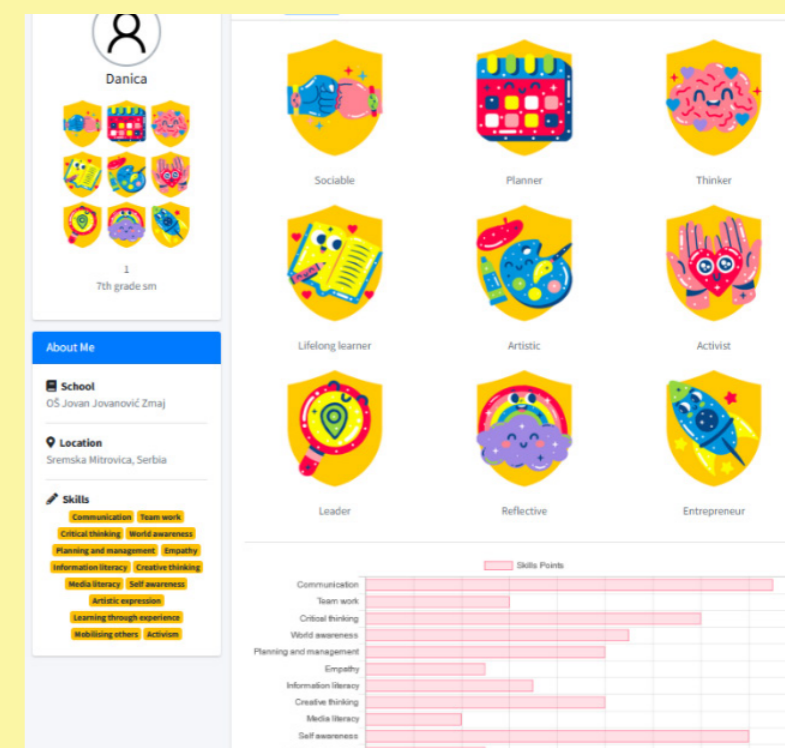 Danica
1
7th grade sm
About Me
School
OŠ Jovan Jovanović Zmaj
Location
Sremska Mitrovica, Serbia
Skills
Communication Team work
Critical thinking World awareness
Planning and management Empathy
Information literacy Creative thinking
Media literacy Self awareness
Artistic expression
Learning through experience
Mobilising others Activism
Sociable Planner Thinker
Lifelong learner Artistic Activist
Leader Reflective Entrepreneur
Skills Points
Communication
Team work
Critical thinking
World awareness
Planning and management
Empathy
Information literacy
Creative thinking
Media literacy
Self awareness